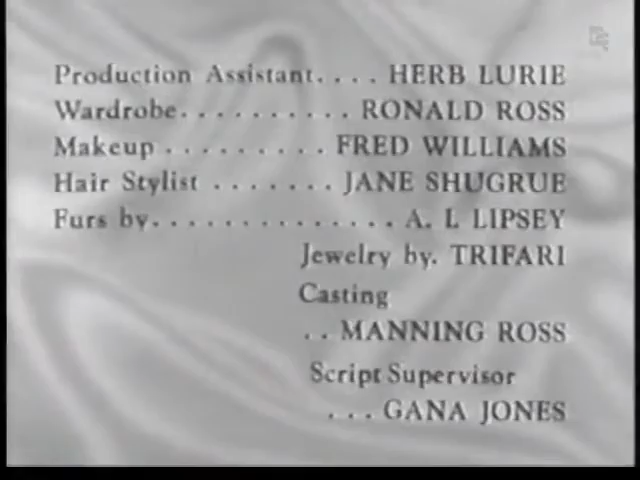 Production Assistant.... HERB LURIE
Wardrobe.......... RONALD ROSS
Makeup ......... FRED WILLIAMS
Hair Stylist ....... JANE SHUGRUE
Furs by.............. A. L LIPSEY
Jewelry by. TRIFARI
Casting
.. MANNING ROSS
Script Supervisor
... GANA JONES